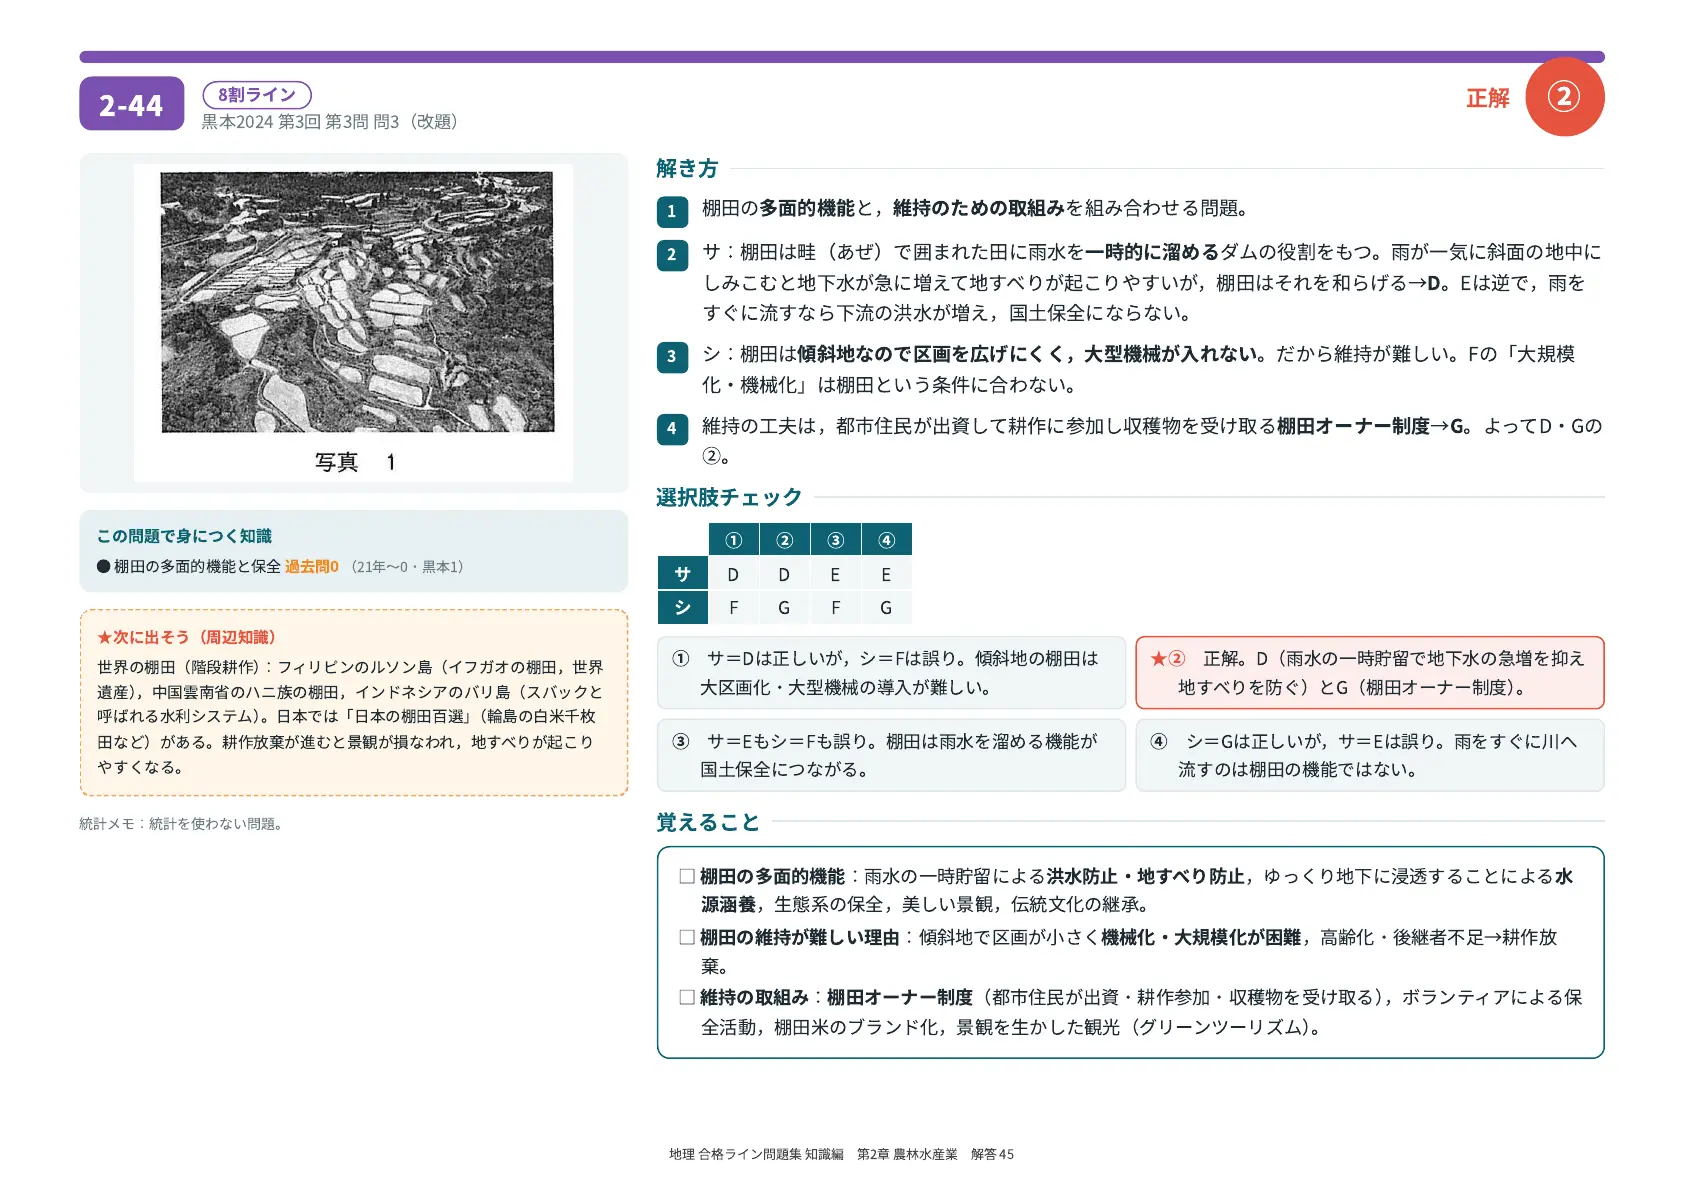 2-44
8割ライン
黒本2024 第3回 第3問 問3（改題）
正解 ②
写真 1
この問題で身につく知識
●棚田の多面的機能と保全 過去問0 （21年〜0・黒本1）
★次に出そう（周辺知識）
世界の棚田（階段耕作）：フィリピンのルソン島（イフガオの棚田，世界
遺産），中国雲南省のハニ族の棚田，インドネシアのバリ島（スバックと
呼ばれる水利システム）。日本では「日本の棚田百選」（輪島の白米千枚
田など）がある。耕作放棄が進むと景観が損なわれ，地すべりが起こり
やすくなる。
統計メモ：統計を使わない問題。
解き方
1 棚田の多面的機能と，維持のための取組みを組み合わせる問題。
2 サ：棚田は畦（あぜ）で囲まれた田に雨水を一時的に溜めるダムの役割をもつ。雨が一気に斜面の地中に
しみこむと地下水が急に増えて地すべりが起こりやすいが，棚田はそれを和らげる→D。Eは逆で，雨を
すぐに流すなら下流の洪水が増え，国土保全にならない。
3 シ：棚田は傾斜地なので区画を広げにくく，大型機械が入れない。だから維持が難しい。Fの「大規模
化・機械化」は棚田という条件に合わない。
4 維持の工夫は，都市住民が出資して耕作に参加し収穫物を受け取る棚田オーナー制度→G。よってD・Gの
②。
選択肢チェック
① ② ③ ④
サ D D E E
シ F G F G
① サ＝Dは正しいが，シ＝Fは誤り。傾斜地の棚田は
大区画化・大型機械の導入が難しい。
★② 正解。D（雨水の一時貯留で地下水の急増を抑え
地すべりを防ぐ）とG（棚田オーナー制度）。
③ サ＝Eもシ＝Fも誤り。棚田は雨水を溜める機能が
国土保全につながる。
④ シ＝Gは正しいが，サ＝Eは誤り。雨をすぐに川へ
流すのは棚田の機能ではない。
覚えること
□ 棚田の多面的機能：雨水の一時貯留による洪水防止・地すべり防止，ゆっくり地下に浸透することによる水
源涵養，生態系の保全，美しい景観，伝統文化の継承。
□ 棚田の維持が難しい理由：傾斜地で区画が小さく機械化・大規模化が困難，高齢化・後継者不足→耕作放
棄。
□ 維持の取組み：棚田オーナー制度（都市住民が出資・耕作参加・収穫物を受け取る），ボランティアによる保
全活動，棚田米のブランド化，景観を生かした観光（グリーンツーリズム）。
地理 合格ライン問題集 知識編 第2章 農林水産業 解答 45